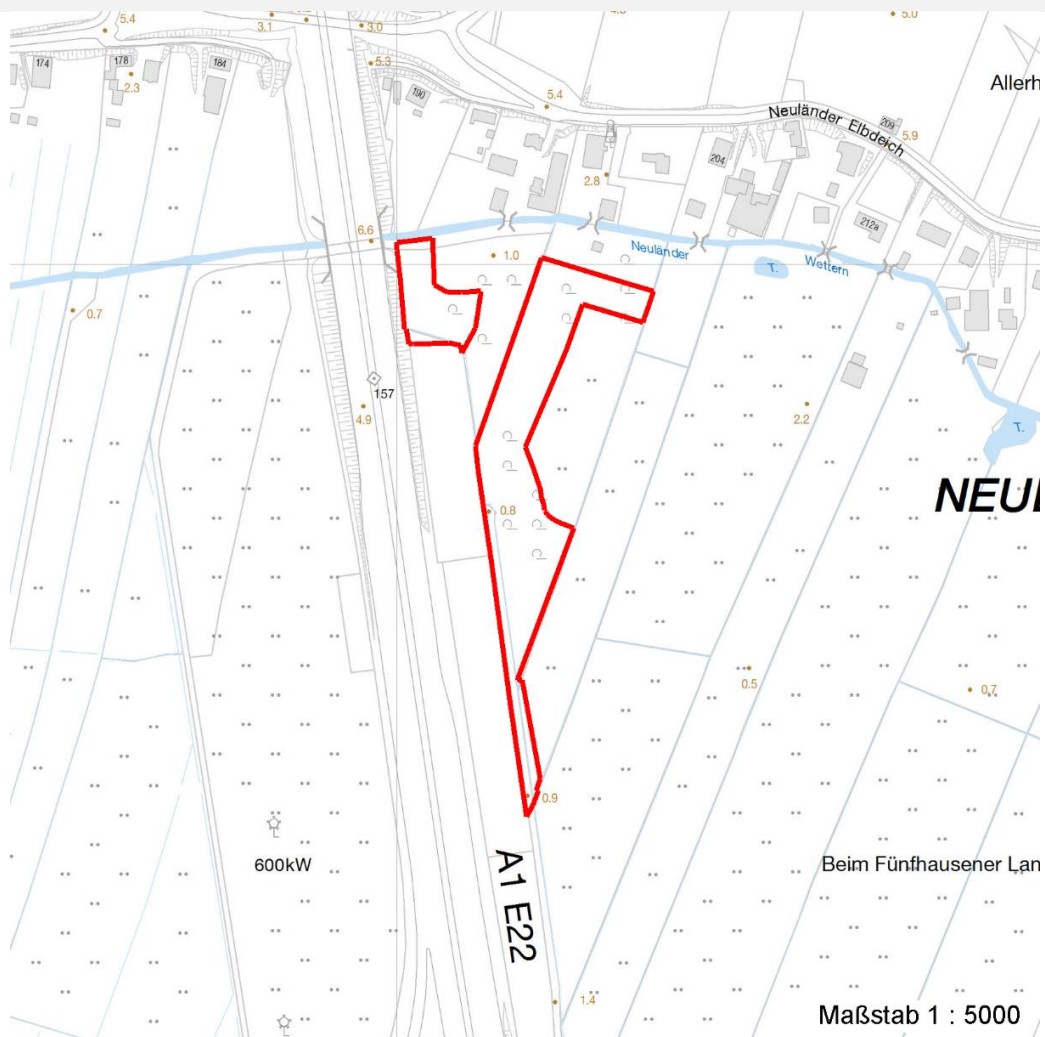 5.4
3.1
3.0
5.0
174
178
184
5.3
2.3
190
5.4
Allerh
Neuländer Elbdeich
209
5.9
204
2.8
212a
6.6
1.0
Neuländer
Wettern
T.
0.7
157
4.9
2.2
T.
NEUL
0.8
0.5
0.7
0.9
600kW
A1 E22
Beim Fünfhausener Lan
1.4
Maßstab 1 : 5000